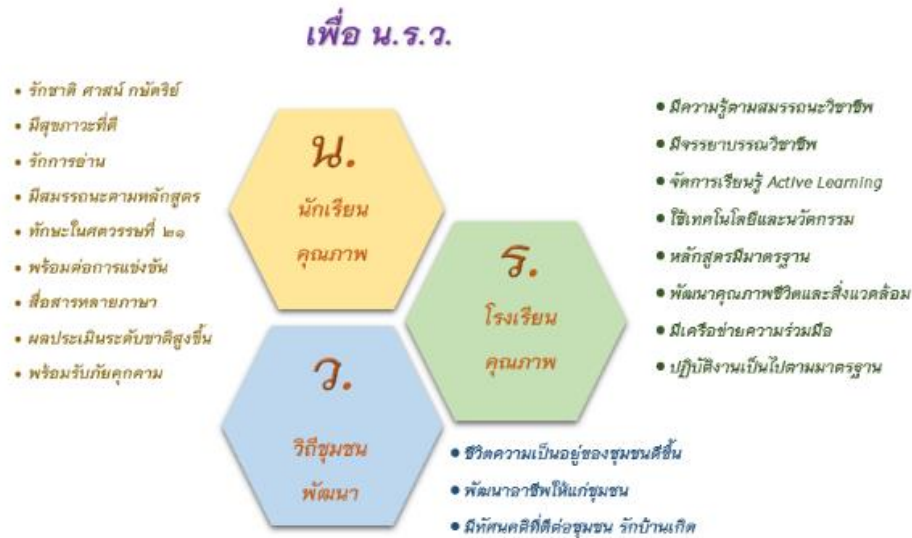 เพื่อ น.ร.ว.
• รักชาติ ศาสน์ กษัตริย์
• มีสุขภาวะที่ดี
• รักการอ่าน
• มีสมรรถนะตามหลักสูตร
• ทักษะในศตวรรษที่ ๒๑
• พร้อมต่อการแข่งขัน
• สื่อสารหลายภาษา
• ผลประเมินระดับชาติสูงขึ้น
• พร้อมรับภัยคุกคาม
น.
นักเรียน
คุณภาพ
ร.
โรงเรียน
คุณภาพ
• มีความรู้ตามสมรรถนะวิชาชีพ
• มีจรรยาบรรณวิชาชีพ
• จัดการเรียนรู้ Active Learning
• ใช้เทคโนโลยีและนวัตกรรม
• หลักสูตรมีมาตรฐาน
• พัฒนาคุณภาพชีวิตและสิ่งแวดล้อม
• มีเครือข่ายความร่วมมือ
• ปฏิบัติงานเป็นไปตามมาตรฐาน
ว.
วิถีชุมชน
พัฒนา
• ชีวิตความเป็นอยู่ของชุมชนดีขึ้น
• พัฒนาอาชีพให้แก่ชุมชน
• มีทัศนคติที่ดีต่อชุมชน รักบ้านเกิด